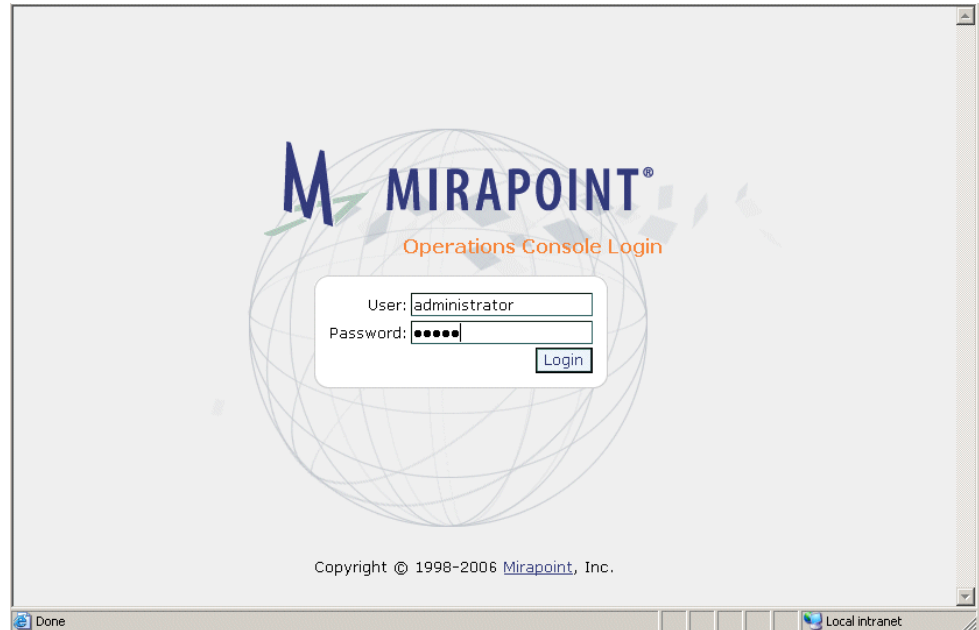 MIRAPOINT®
Operations Console Login
User: administrator
Password: •••••
Login
Copyright © 1998-2006 Mirapoint, Inc.
Done
Local intranet